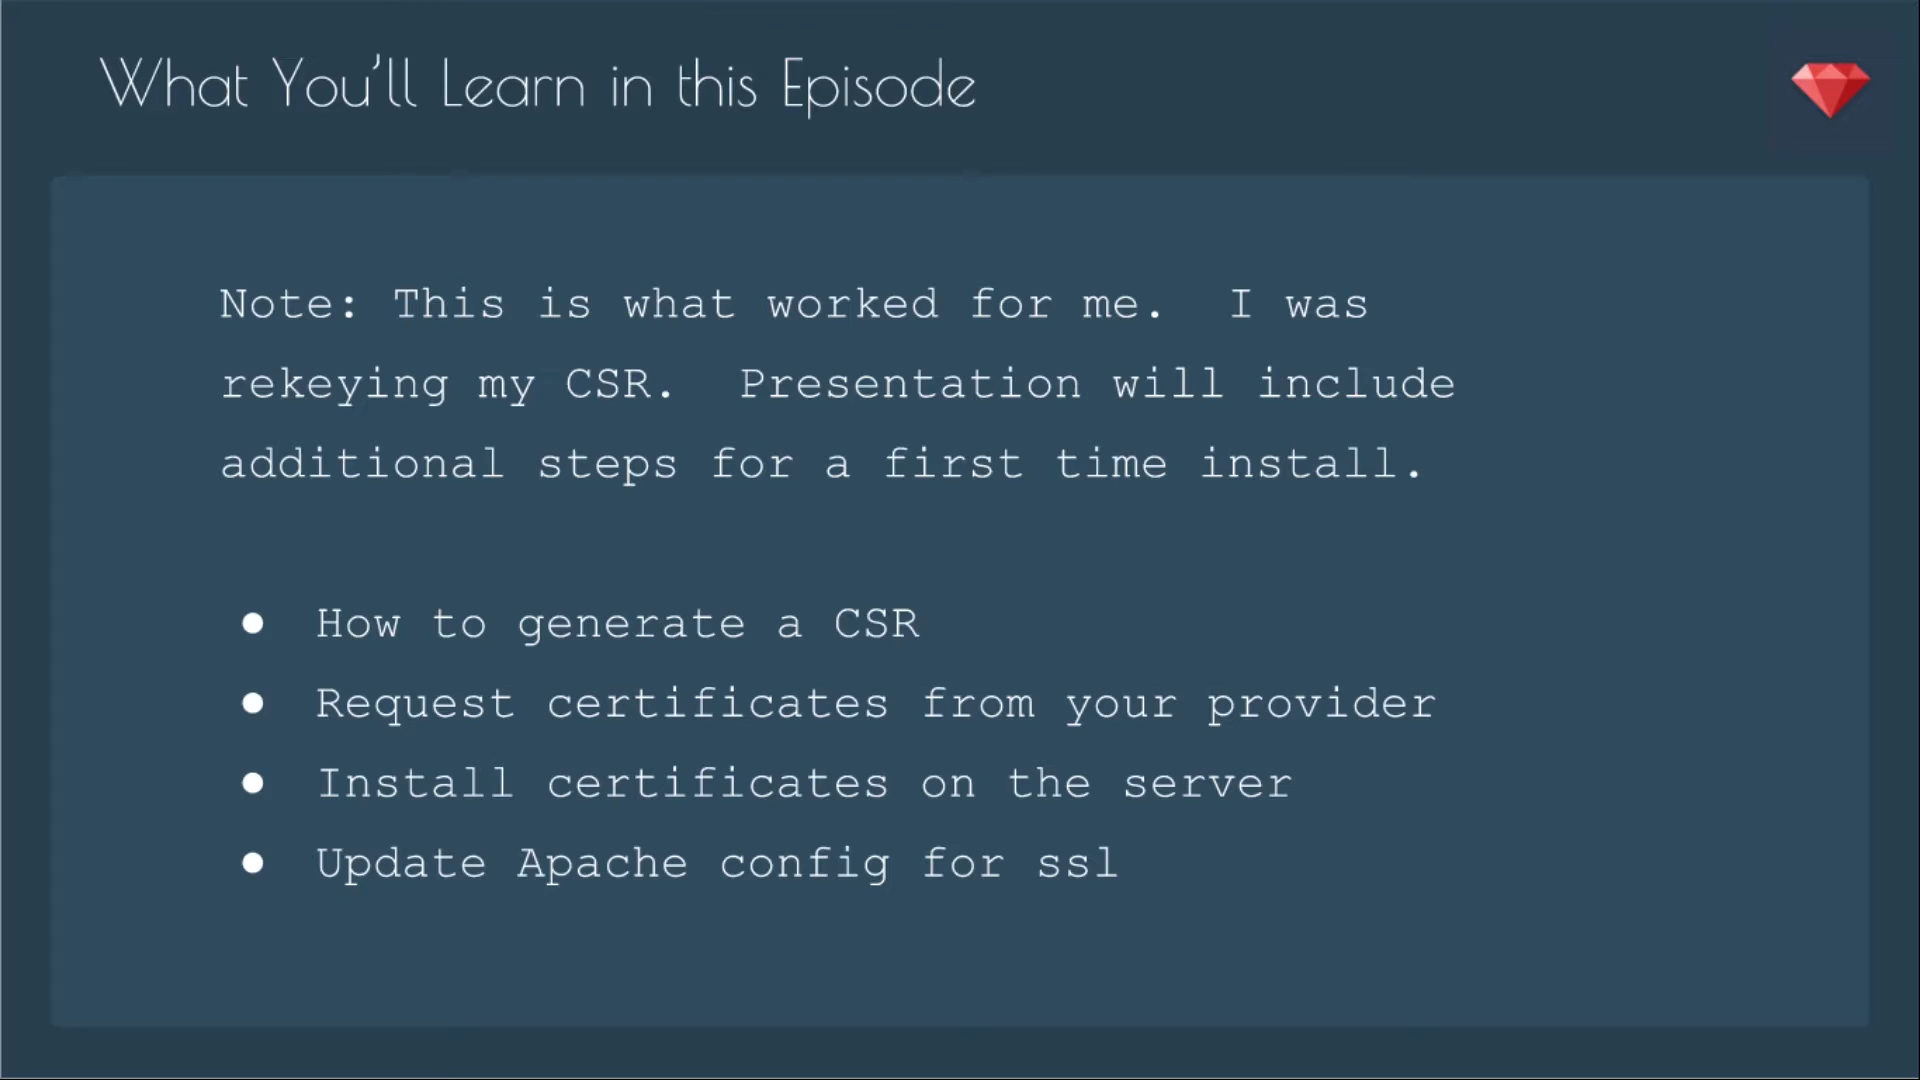 What You'll Learn in this Episode
Note: This is what worked for me.  I was
rekeying my CSR.  Presentation will include
additional steps for a first time install.
● How to generate a CSR
● Request certificates from your provider
● Install certificates on the server
● Update Apache config for ssl